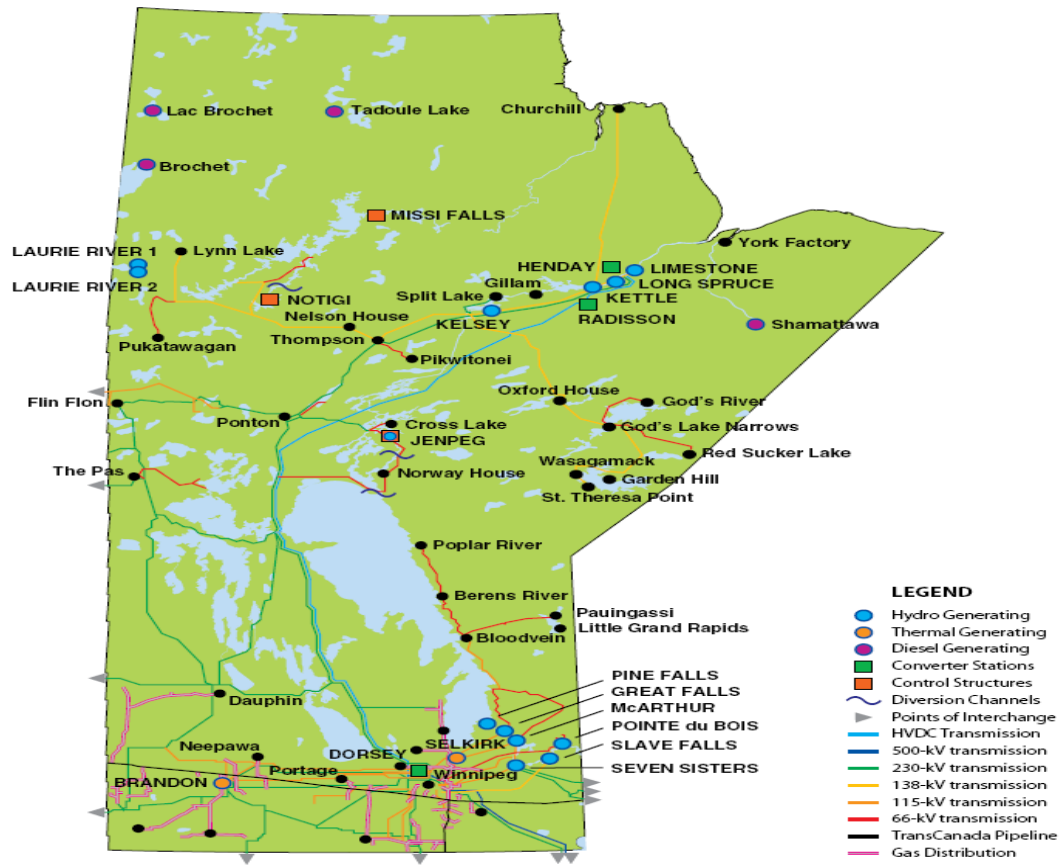 Churchill
Lac Brochet
Tadoule Lake
Brochet
MISSI FALLS
York Factory
LAURIE RIVER 1
Lynn Lake
HENDAY
LIMESTONE
LAURIE RIVER 2
Gillam
LONG SPRUCE
NOTIGI
Split Lake
KETTLE
Nelson House
KELSEY
RADISSON
Shamattawa
Pukatawagan
Thompson
Pikwitonei
Oxford House
God's River
Flin Flon
Ponton
Cross Lake
God's Lake Narrows
JENPEG
Red Sucker Lake
The Pas
Norway House
Wasagamack
Garden Hill
St. Theresa Point
Poplar River
Berens River
Pauingassi
Little Grand Rapids
Bloodvein
PINE FALLS
GREAT FALLS
McARTHUR
POINTE du BOIS
SLAVE FALLS
SEVEN SISTERS
Dauphin
Neepawa
DORSEY
SELKIRK
BRANDON
Portage
Winnipeg
LEGEND
Hydro Generating
Thermal Generating
Diesel Generating
Converter Stations
Control Structures
Diversion Channels
Points of Interchange
HVDC Transmission
500-kV transmission
230-kV transmission
138-kV transmission
115-kV transmission
66-kV transmission
TransCanada Pipeline
Gas Distribution